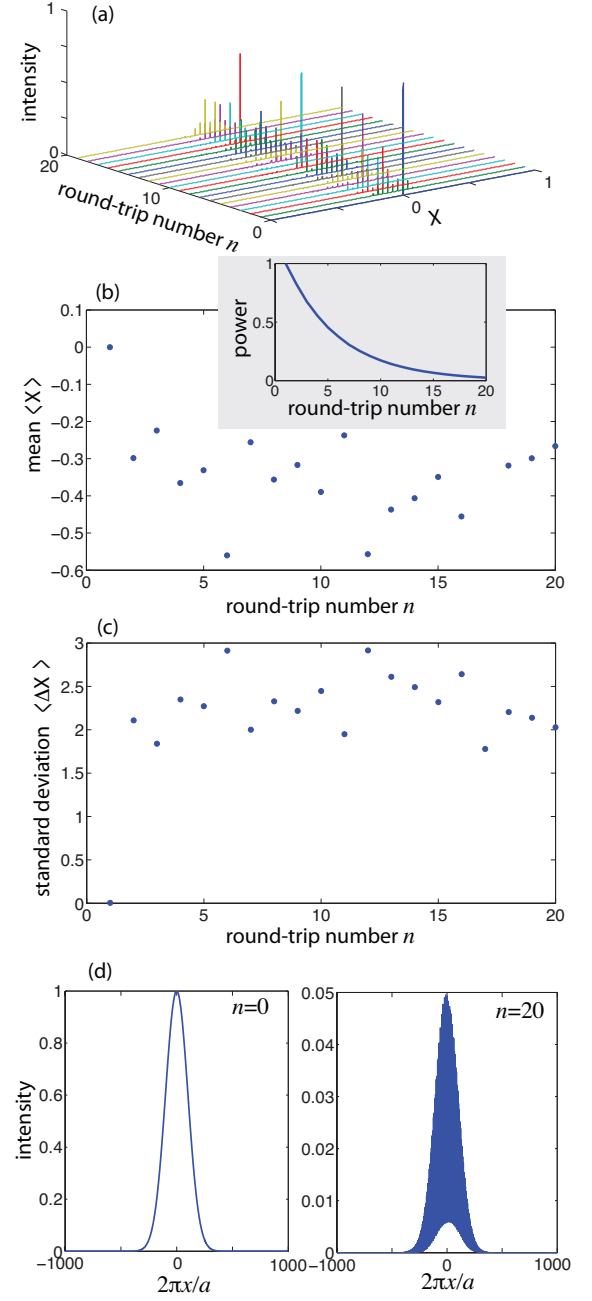 (a)
1
intensity
0
20
10
0
round-trip number n
0
1
X
(b)
0.1
0
−0.1
−0.2
−0.3
−0.4
−0.5
−0.6
mean ⟨X⟩
0 5 10 15 20
round-trip number n
1
0.5
0
power
0 5 10 15 20
round-trip number n
(c)
3
2.5
2
1.5
1
0.5
0
standard deviation ⟨ΔX⟩
0 5 10 15 20
round-trip number n
(d)
1
0.8
0.6
0.4
0.2
0
intensity
n=0
−1000 0 1000
2πx/a
0.05
0.04
0.03
0.02
0.001
0
n=20
−1000 0 1000
2πx/a